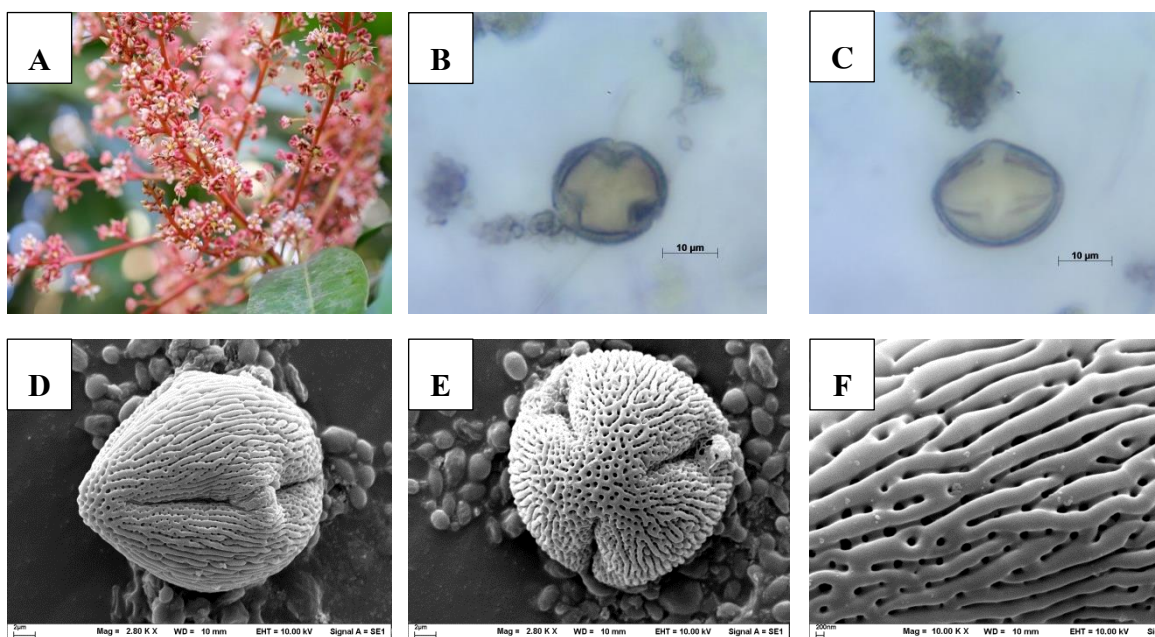 A
B
10 µm
C
10 µm
D
2µm
Mag = 2.80 K X WD = 10 mm EHT = 10.00 kV Signal A = SE1
E
2µm
Mag = 2.80 K X WD = 10 mm EHT = 10.00 kV Signal A = SE1
F
200nm
Mag = 10.00 K X WD = 10 mm EHT = 10.00 kV